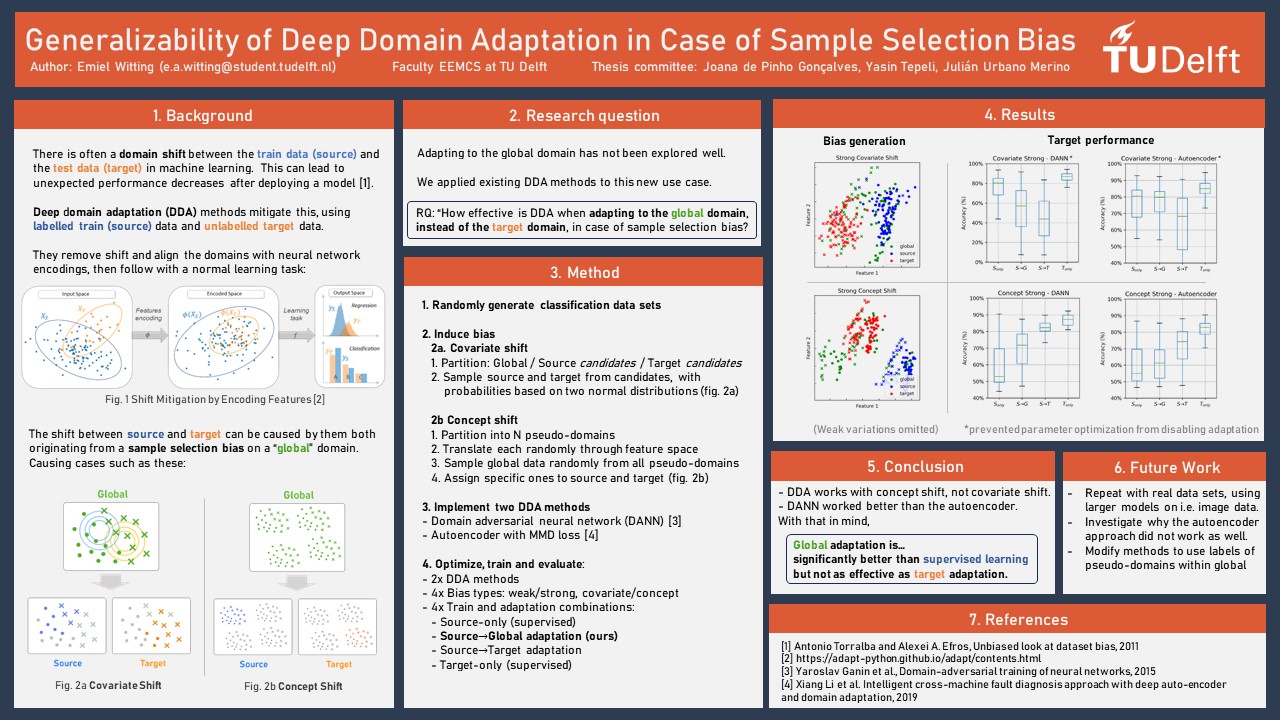 Generalizability of Deep Domain Adaptation in Case of Sample Selection Bias
Author: Emiel Witting (e.a.witting@student.tudelft.nl)
Faculty EEMCS at TU Delft
Thesis committee: Joana de Pinho Gonçalves, Yasin Tepeli, Julián Urbano Merino
TUDelft
1. Background
There is often a domain shift between the train data (source) and
the test data (target) in machine learning. This can lead to
unexpected performance decreases after deploying a model [1].
Deep domain adaptation (DDA) methods mitigate this, using
labelled train (source) data and unlabelled target data.
They remove shift and align the domains with neural network
encodings, then follow with a normal learning task:
Input Space
Features
encoding
ϕ
Encoded Space
Learning
task
f
Output Space
Regression
Classification
Fig. 1 Shift Mitigation by Encoding Features [2]
The shift between source and target can be caused by them both
originating from a sample selection bias on a "global" domain.
Causing cases such as these:
Global
Global
Source
Target
Source
Target
Fig. 2a Covariate Shift
Fig. 2b Concept Shift
2. Research question
Adapting to the global domain has not been explored well.
We applied existing DDA methods to this new use case.
RQ: "How effective is DDA when adapting to the global domain,
instead of the target domain, in case of sample selection bias?
3. Method
1. Randomly generate classification data sets
2. Induce bias
2a. Covariate shift
1. Partition: Global / Source candidates / Target candidates
2. Sample source and target from candidates, with
probabilities based on two normal distributions (fig. 2a)
2b Concept shift
1. Partition into N pseudo-domains
2. Translate each randomly through feature space
3. Sample global data randomly from all pseudo-domains
4. Assign specific ones to source and target (fig. 2b)
3. Implement two DDA methods
- Domain adversarial neural network (DANN) [3]
- Autoencoder with MMD loss [4]
4. Optimize, train and evaluate:
- 2x DDA methods
- 4x Bias types: weak/strong, covariate/concept
- 4x Train and adaptation combinations:
- Source-only (supervised)
- Source→Global adaptation (ours)
- Source→Target adaptation
- Target-only (supervised)
4. Results
Bias generation
Target performance
Strong Covariate Shift
Feature 2
Feature 1
global
source
target
Covariate Strong - DANN*
Accuracy (%)
100%
80%
60%
40%
20%
0%
Sonly S→G S→T Tonly
Covariate Strong - Autoencoder*
Accuracy (%)
100%
90%
80%
70%
60%
50%
40%
Sonly S→G S→T Tonly
Strong Concept Shift
Feature 2
Feature 1
global
source
target
Concept Strong - DANN
Accuracy (%)
100%
90%
80%
70%
60%
50%
40%
Sonly S→G S→T Tonly
Concept Strong - Autoencoder
Accuracy (%)
100%
90%
80%
70%
60%
50%
40%
Sonly S→G S→T Tonly
(Weak variations omitted)
*prevented parameter optimization from disabling adaptation
5. Conclusion
- DDA works with concept shift, not covariate shift.
- DANN worked better than the autoencoder.
With that in mind,
Global adaptation is…
significantly better than supervised learning
but not as effective as target adaptation.
6. Future Work
- Repeat with real data sets, using
larger models on i.e. image data.
- Investigate why the autoencoder
approach did not work as well.
- Modify methods to use labels of
pseudo-domains within global
7. References
[1] Antonio Torralba and Alexei A. Efros, Unbiased look at dataset bias, 2011
[2] https://adapt-python.github.io/adapt/contents.html
[3] Yaroslav Ganin et al., Domain-adversarial training of neural networks, 2015
[4] Xiang Li et al. Intelligent cross-machine fault diagnosis approach with deep auto-encoder
and domain adaptation, 2019